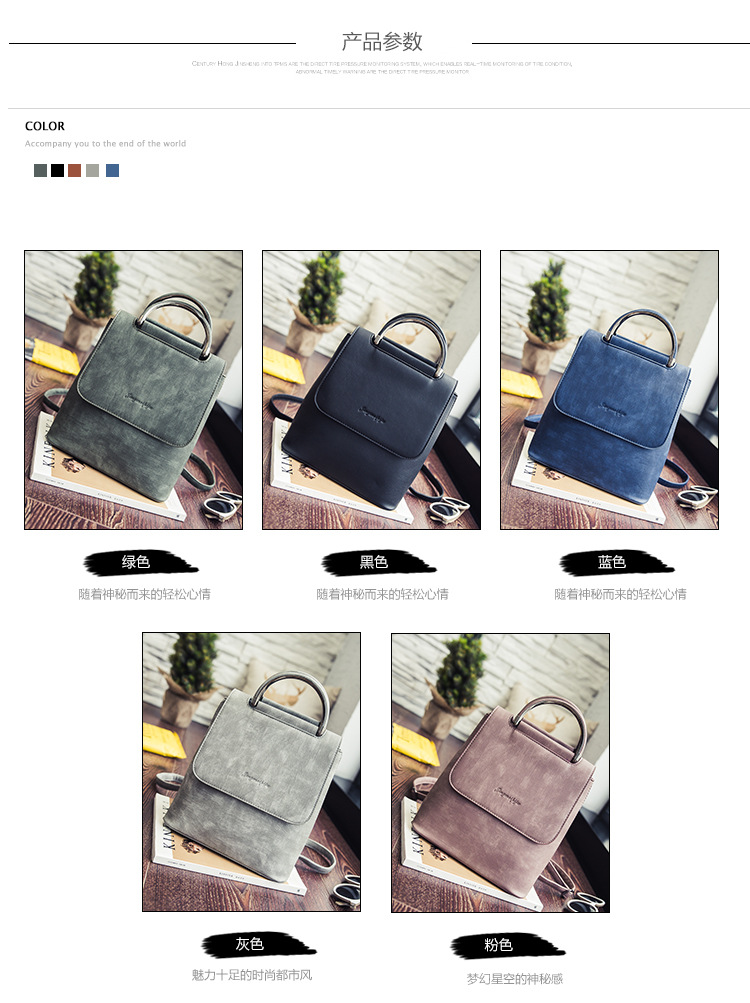 产品参数
CENTURY HONG JINSHENG INTO TPMS ARE THE DIRECT TIRE PRESSURE MONITORING SYSTEM, WHICH ENABLES REAL-TIME MONITORING OF TIRE CONDITION,
ABNORMAL TIMELY WARNING ARE THE DIRECT TIRE PRESSURE MONITOR
COLOR
Accompany you to the end of the world
绿色
黑色
蓝色
随着神秘而来的轻松心情
随着神秘而来的轻松心情
随着神秘而来的轻松心情
灰色
粉色
魅力十足的时尚都市风
梦幻星空的神秘感